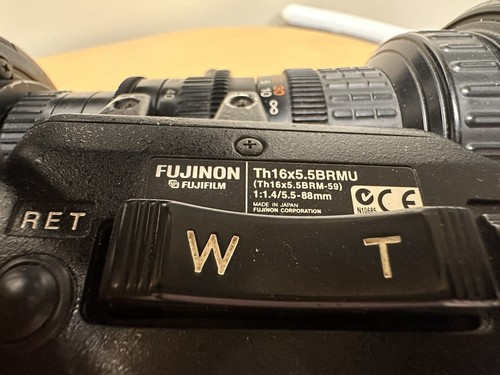 FUJINON
FUJIFILM
Th16x5.5BRMU
(Th16x5.5BRM-59)
1:1.4/5.5-88mm
MADE IN JAPAN
FUJINON CORPORATION
N10685
CE
RET
W T